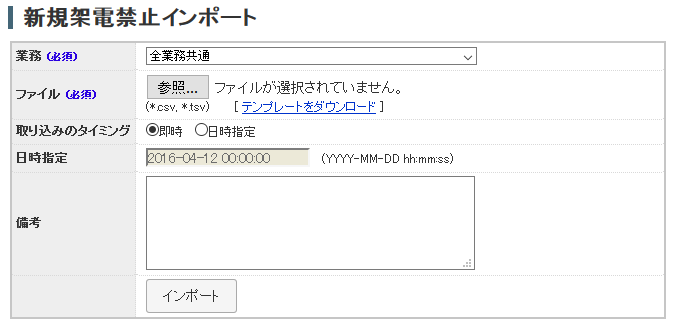 新規架電禁止インポート
業務 (必須) 全業務共通
ファイル (必須) 参照... ファイルが選択されていません。
(*.csv, *.tsv) [ テンプレートをダウンロード ]
取り込みのタイミング 即時 日時指定
日時指定 2016-04-12 00:00:00 (YYYY-MM-DD hh:mm:ss)
備考
インポート